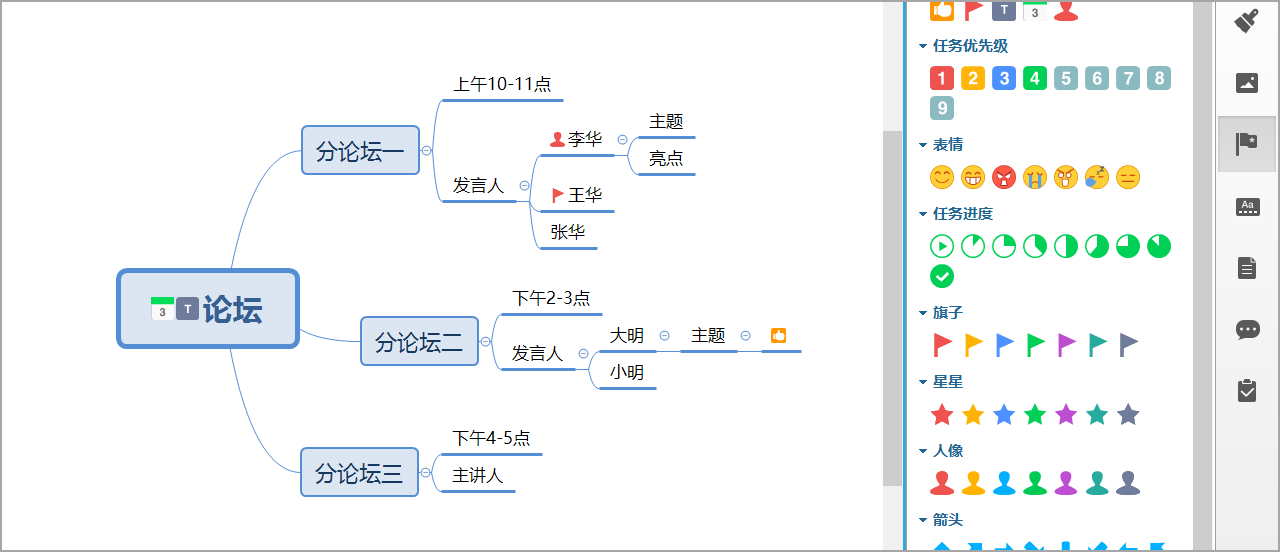 上午10-11点
主题
李华
亮点
分论坛一
发言人
王华
张华
3 T 论坛
下午2-3点
大明
主题
分论坛二
发言人
小明
下午4-5点
分论坛三
主讲人
T 3
任务优先级
1 2 3 4 5 6 7 8
9
表情
任务进度
旗子
星星
人像
箭头
Aa